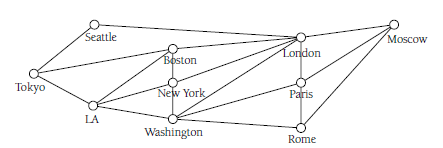 Seattle
Boston
London
Moscow
Tokyo
New York
Paris
LA
Washington
Rome